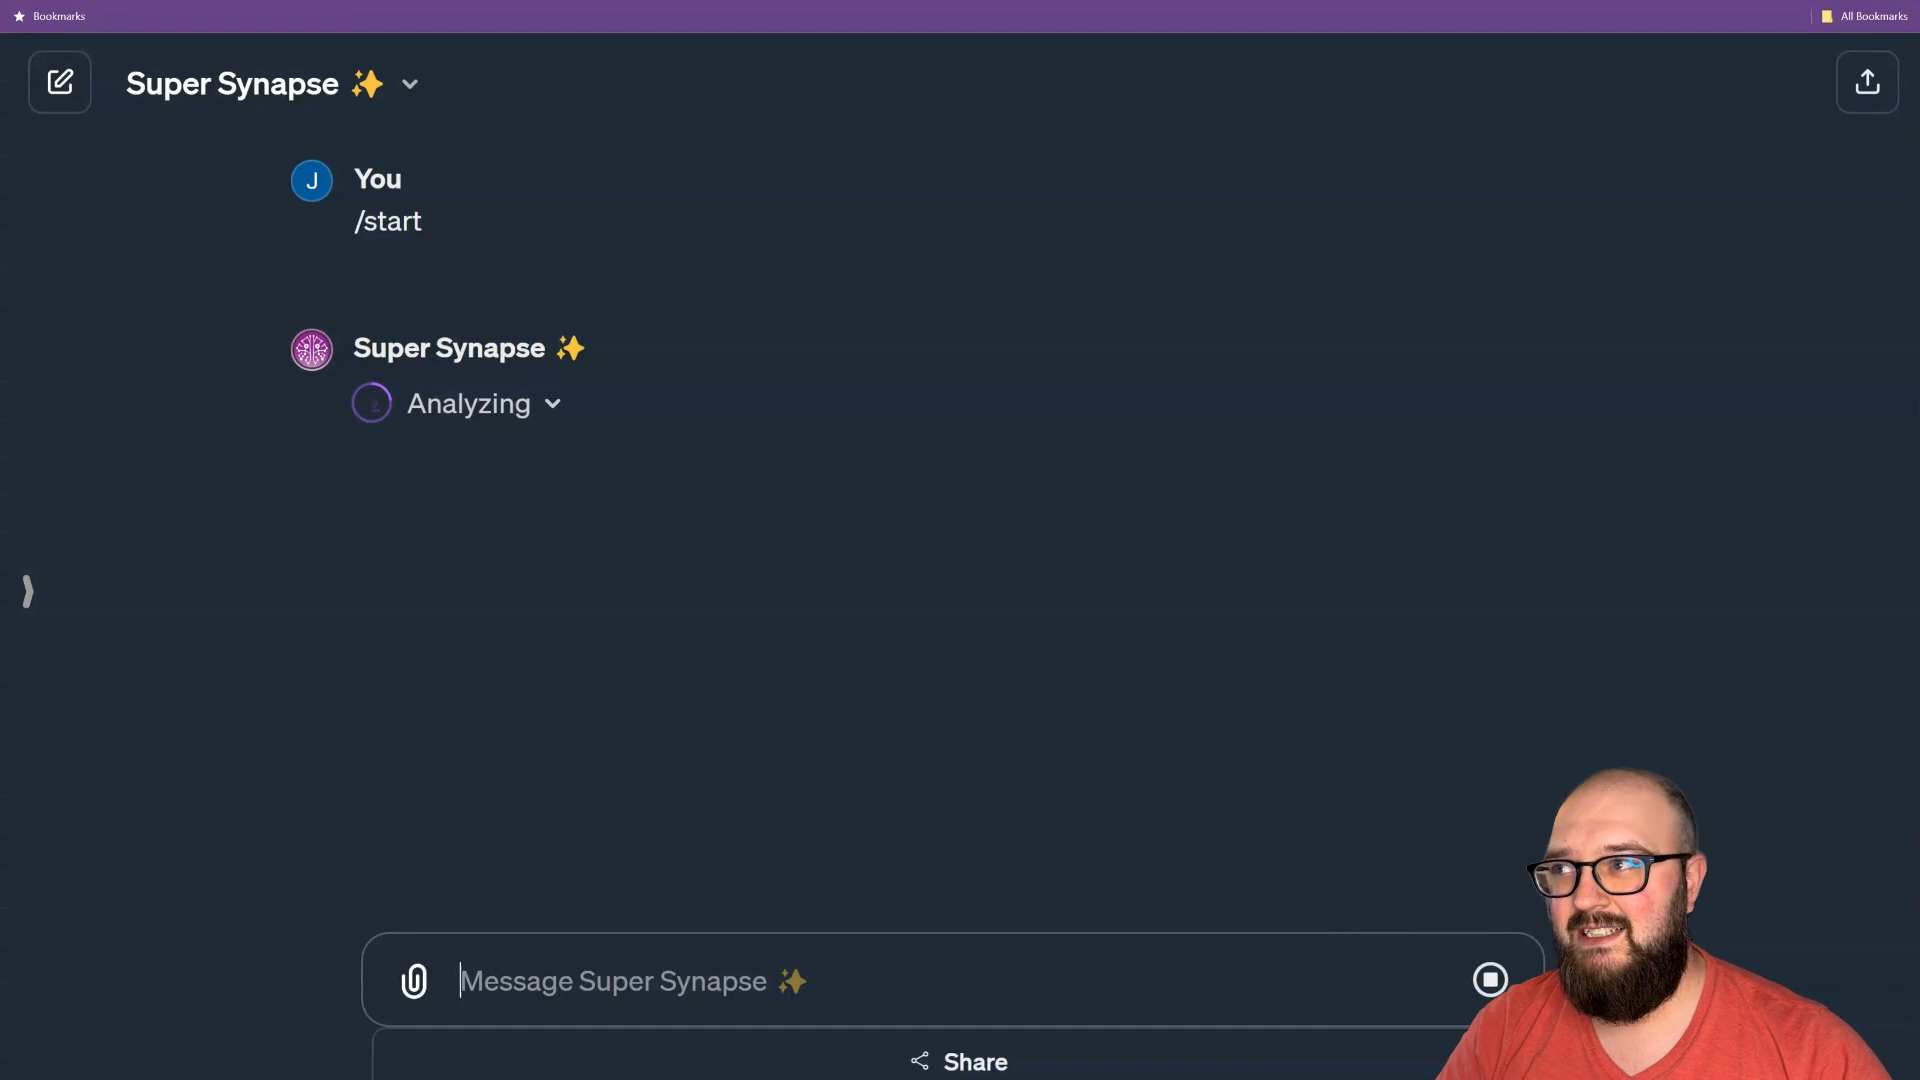 Bookmarks
All Bookmarks
Super Synapse ✨
J
You
/start
Super Synapse ✨
Analyzing
Message Super Synapse ✨
Share